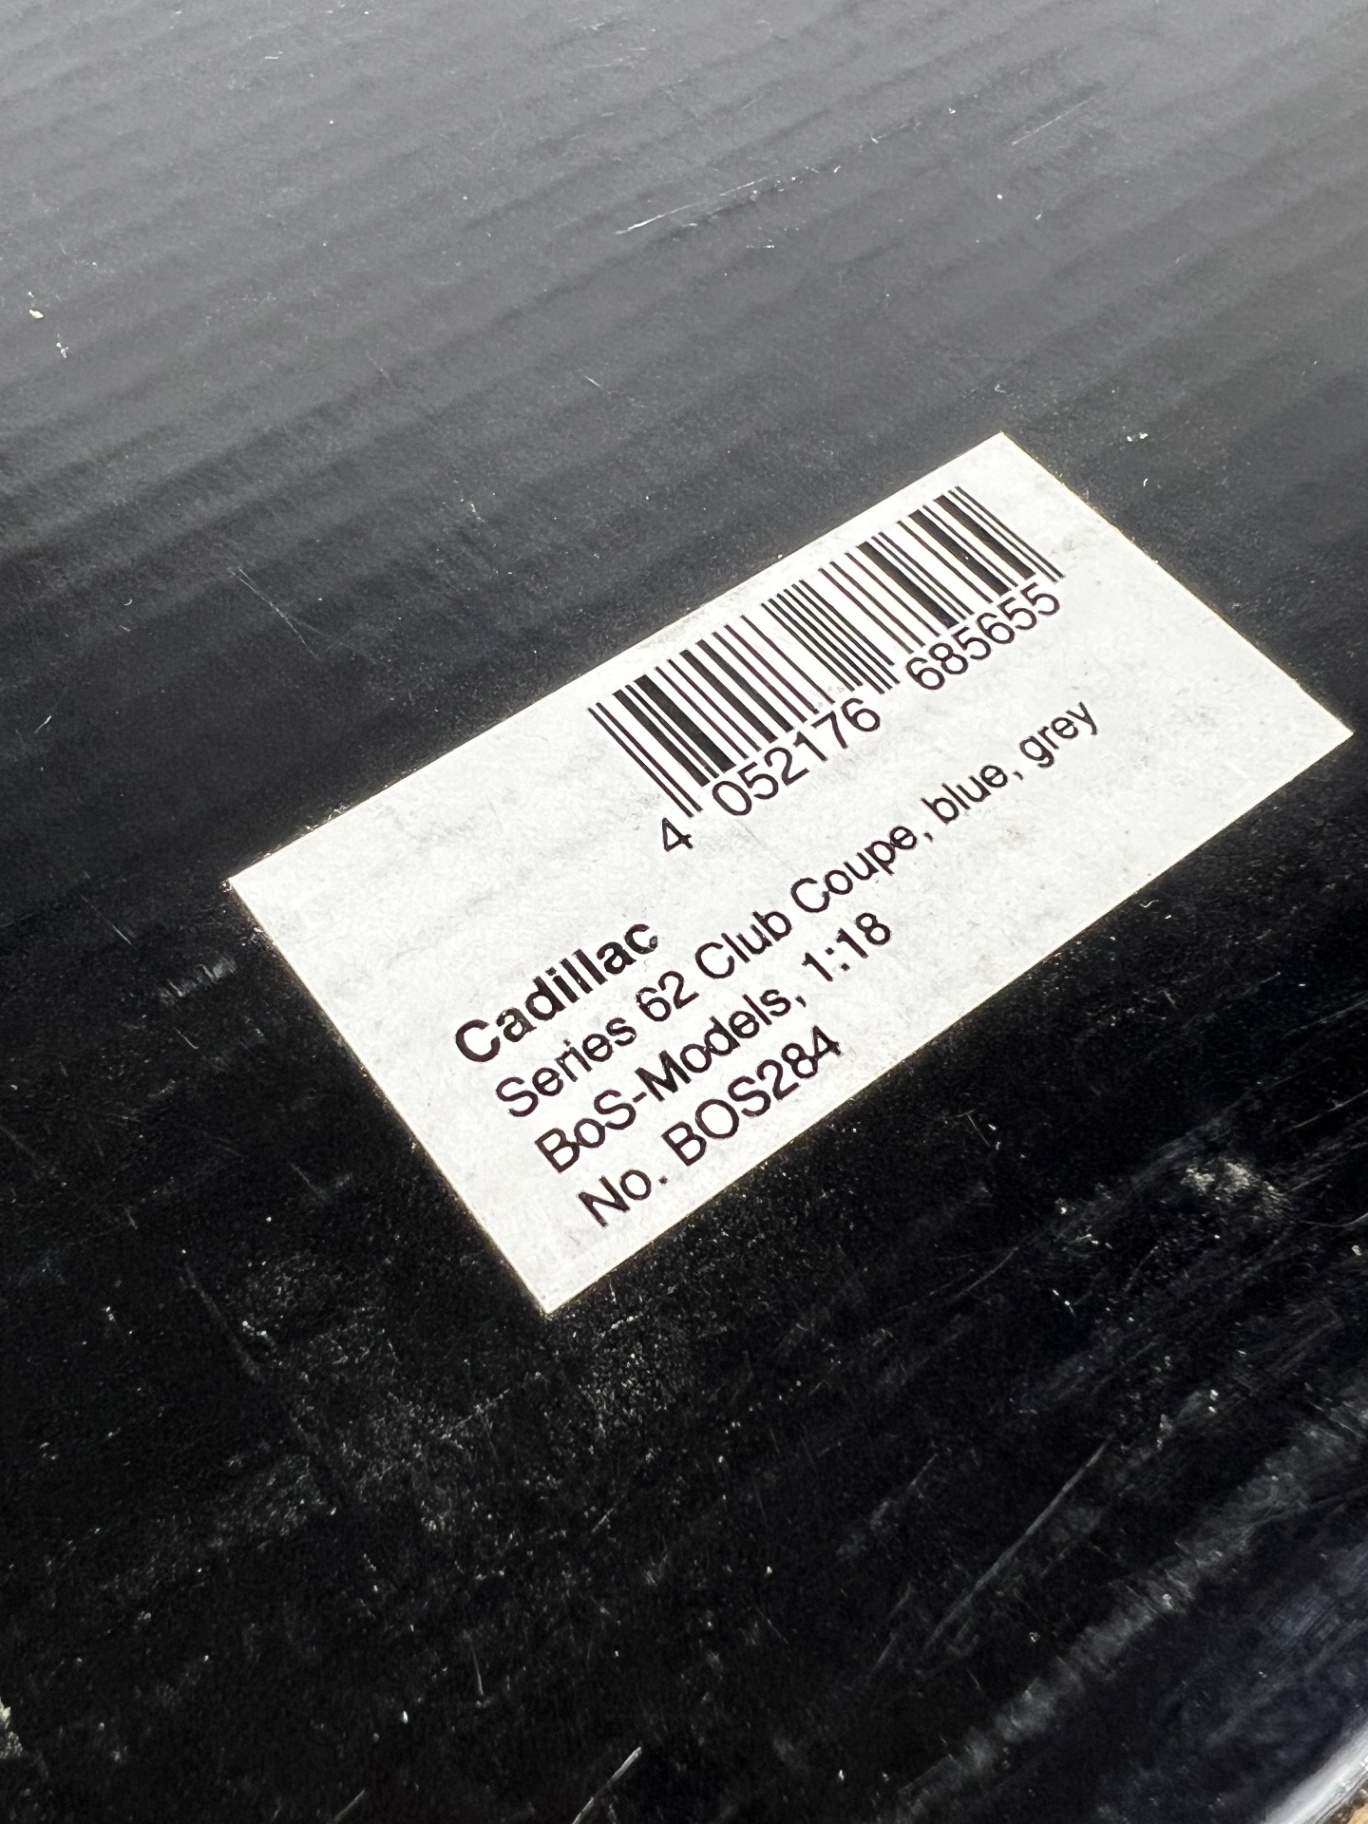 4 052176 685655
Cadillac
Series 62 Club Coupe, blue, grey
BoS-Models, 1:18
No. BOS284